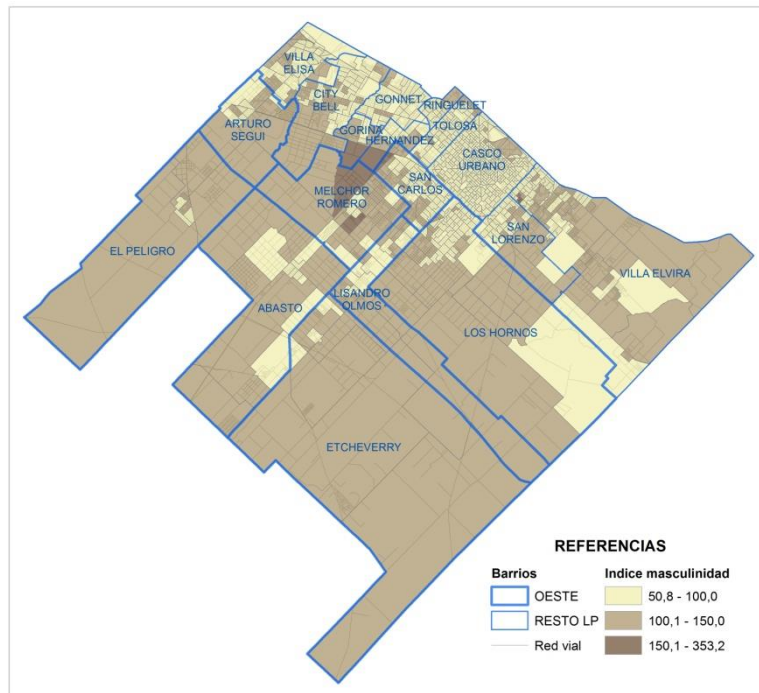 VILLA
ELISA
CITY
BELL
GONNET
RINGUELET
TOLOSA
ARTURO
SEGUI
GORINA
HERNANDEZ
CASCO
URBANO
MELCHOR
ROMERO
SAN
CARLOS
SAN
LORENZO
EL PELIGRO
VILLA ELVIRA
LISANDRO
OLMOS
ABASTO
LOS HORNOS
ETCHEVERRY
REFERENCIAS
Barrios
OESTE
RESTO LP
Red vial
Indice masculinidad
50,8 - 100,0
100,1 - 150,0
150,1 - 353,2